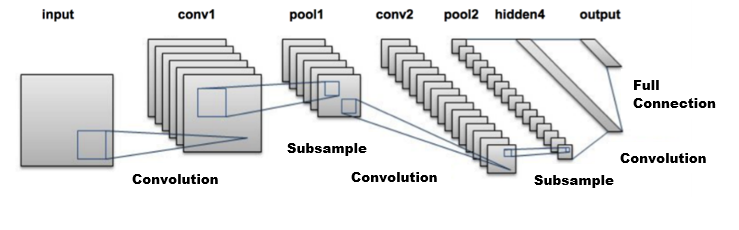 input conv1 pool1 conv2 pool2 hidden4 output
Full
Connection
Subsample
Convolution
Convolution
Convolution
Subsample